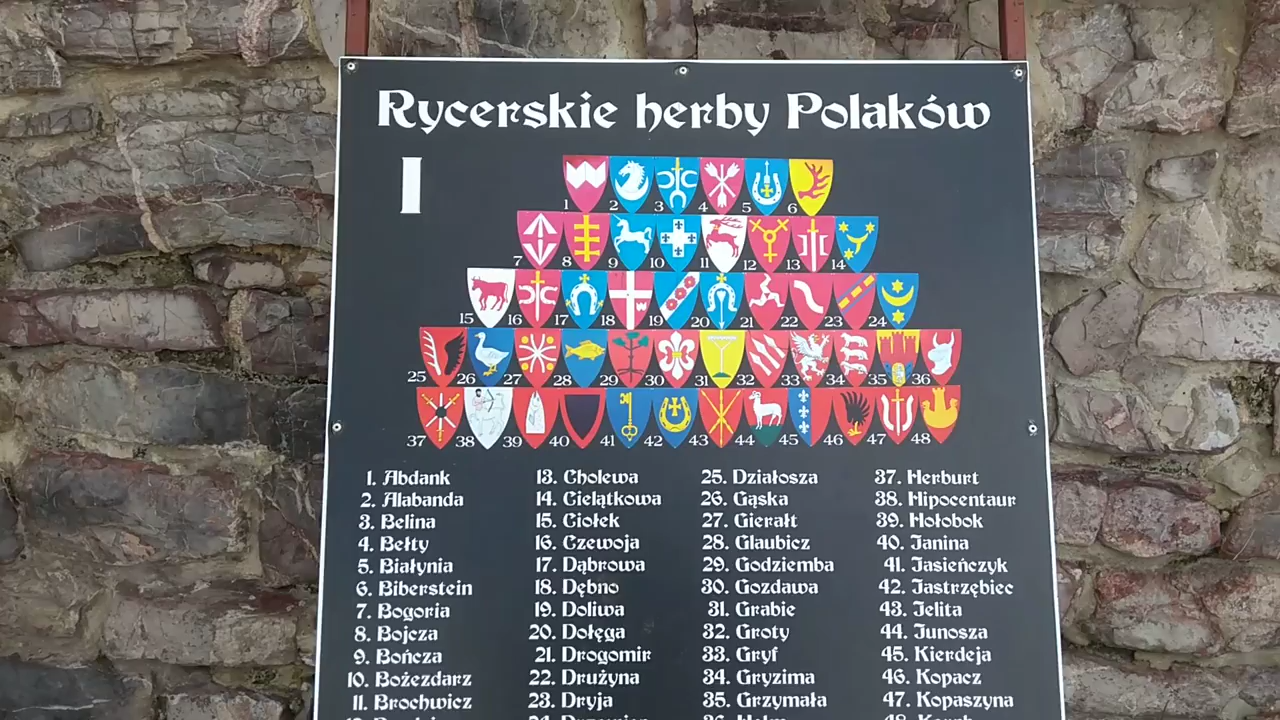 Rycerskie herby Polaków
I
1 2 3 4 5 6
7 8 9 10 11 12 13 14
15 16 17 18 19 20 21 22 23 24
25 26 27 28 29 30 31 32 33 34 35 36
37 38 39 40 41 42 43 44 45 46 47 48
1. Abdank
2. Alabanda
3. Belina
4. Bełty
5. Białynia
6. Biberstein
7. Bogoria
8. Bojcza
9. Bończa
10. Bożezdarz
11. Brochwicz
13. Cholewa
14. Cielątkowa
15. Ciołek
16. Czewoja
17. Dąbrowa
18. Dębno
19. Doliwa
20. Dołęga
21. Drogomir
22. Drużyna
23. Dryja
25. Działosza
26. Gąska
27. Gierałt
28. Glaubicz
29. Godziemba
30. Gozdawa
31. Grabie
32. Groty
33. Gryf
34. Gryzima
35. Grzymała
37. Herburt
38. Hipocentaur
39. Hołobok
40. Janina
41. Jasieńczyk
42. Jastrzębiec
43. Jelita
44. Junosza
45. Kierdeja
46. Kopacz
47. Kopaszyna